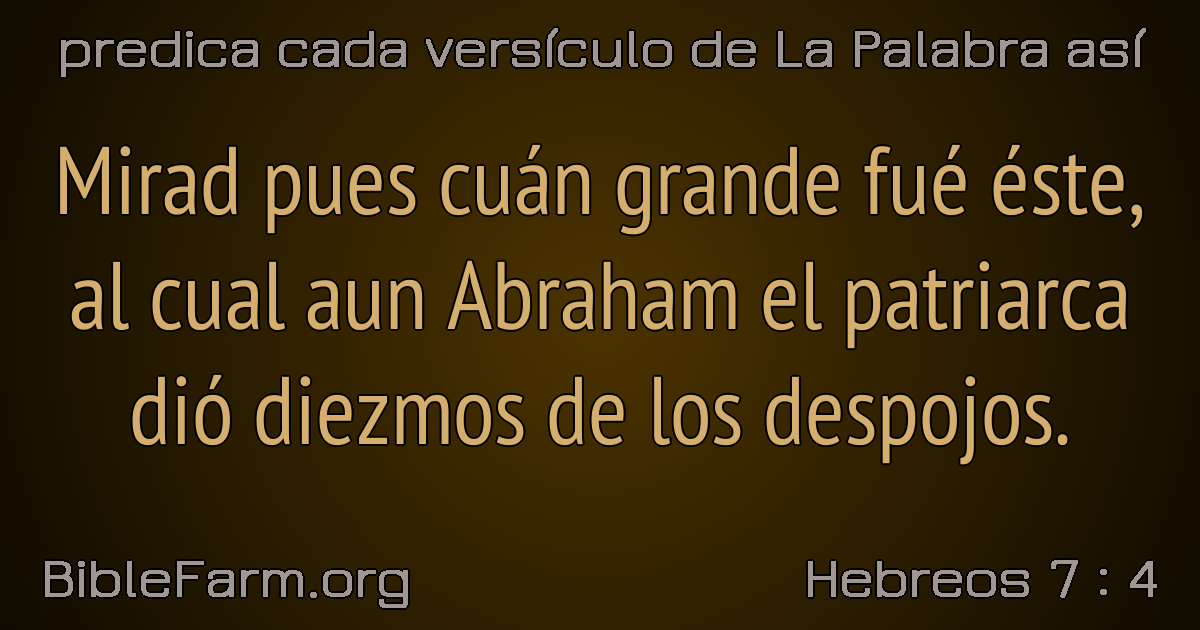 predica cada versículo de La Palabra así
Mirad pues cuán grande fué éste,
al cual aun Abraham el patriarca
dió diezmos de los despojos.
BibleFarm.org
Hebreos 7 : 4